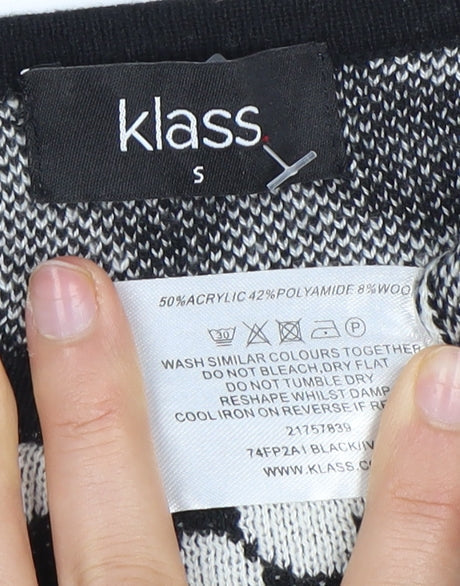 klass
S
50%ACRYLIC 42%POLYAMIDE 8%WOO
30 P
WASH SIMILAR COLOURS TOGETHER
DO NOT BLEACH,DRY FLAT
DO NOT TUMBLE DRY
RESHAPE WHILST DAMP
COOL IRON ON REVERSE IF RE
21757839
74FP2A1 BLACK/IV
WWW.KLASS.CO